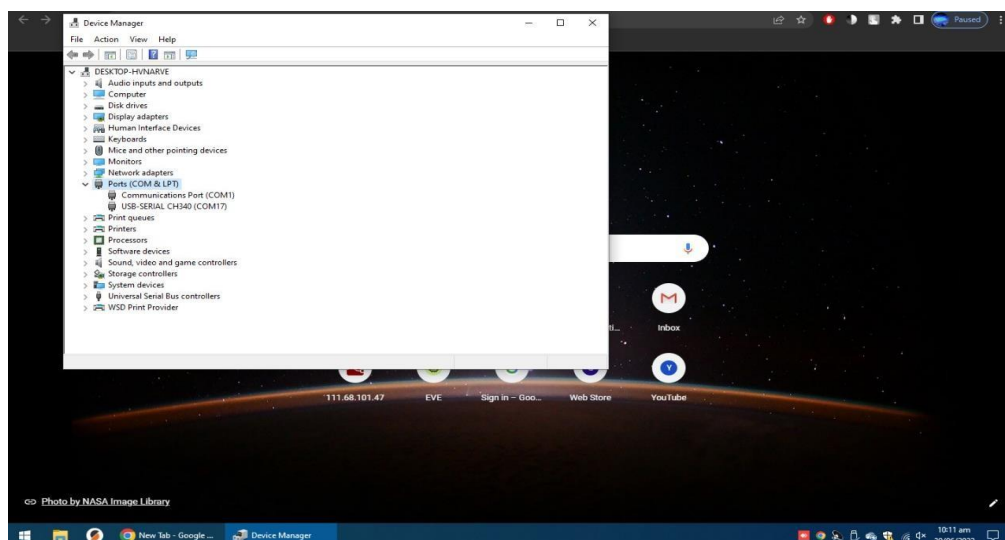 Device Manager
Paused
File Action View Help
DESKTOP-HVNARVE
Audio inputs and outputs
Computer
Disk drives
Display adapters
Human Interface Devices
Keyboards
Mice and other pointing devices
Monitors
Network adapters
Ports (COM & LPT)
Communications Port (COM1)
USB-SERIAL CH340 (COM17)
Print queues
Printers
Processors
Software devices
Sound, video and game controllers
Storage controllers
System devices
Universal Serial Bus controllers
WSD Print Provider
Inbox
111.68.101.47
EVE
Sign in – Goo...
Web Store
YouTube
Photo by NASA Image Library
New Tab - Google ...
Device Manager
10:11 am